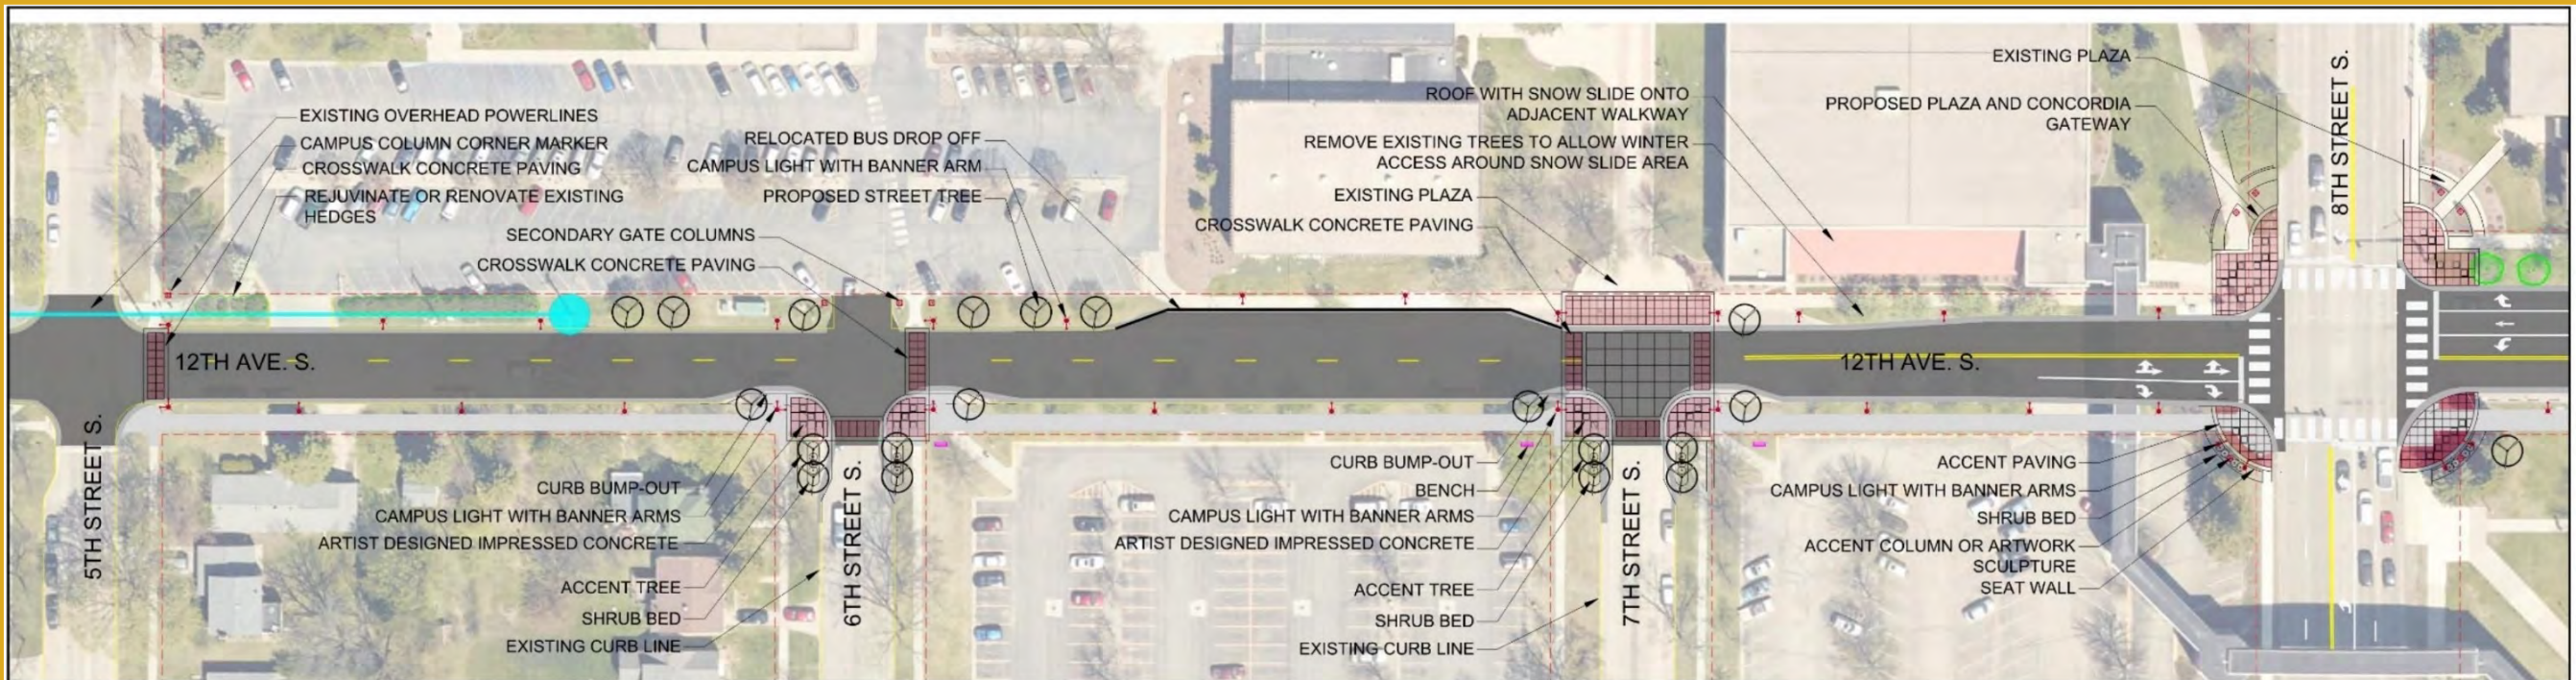 EXISTING OVERHEAD POWERLINES
CAMPUS COLUMN CORNER MARKER
CROSSWALK CONCRETE PAVING
REJUVINATE OR RENOVATE EXISTING
HEDGES
SECONDARY GATE COLUMNS
CROSSWALK CONCRETE PAVING
RELOCATED BUS DROP OFF
CAMPUS LIGHT WITH BANNER ARM
PROPOSED STREET TREE
ROOF WITH SNOW SLIDE ONTO
ADJACENT WALKWAY
REMOVE EXISTING TREES TO ALLOW WINTER
ACCESS AROUND SNOW SLIDE AREA
EXISTING PLAZA
CROSSWALK CONCRETE PAVING
EXISTING PLAZA
PROPOSED PLAZA AND CONCORDIA
GATEWAY
8TH STREET S.
12TH AVE. S.
12TH AVE. S.
5TH STREET S.
CURB BUMP-OUT
CAMPUS LIGHT WITH BANNER ARMS
ARTIST DESIGNED IMPRESSED CONCRETE
ACCENT TREE
SHRUB BED
EXISTING CURB LINE
6TH STREET S.
CURB BUMP-OUT
BENCH
CAMPUS LIGHT WITH BANNER ARMS
ARTIST DESIGNED IMPRESSED CONCRETE
ACCENT TREE
SHRUB BED
EXISTING CURB LINE
7TH STREET S.
ACCENT PAVING
CAMPUS LIGHT WITH BANNER ARMS
SHRUB BED
ACCENT COLUMN OR ARTWORK
SCULPTURE
SEAT WALL